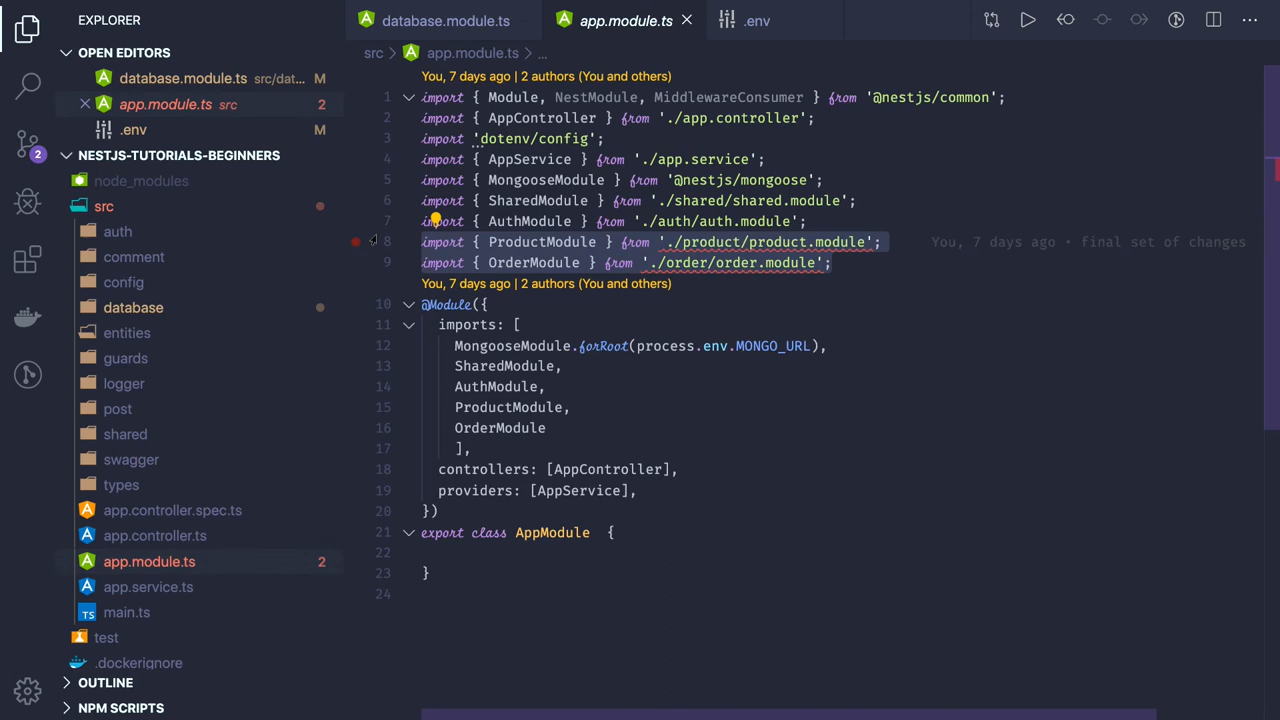 EXPLORER
OPEN EDITORS
database.module.ts src/dat... M
app.module.ts src 2
.env M
NESTJS-TUTORIALS-BEGINNERS
node_modules
src
auth
comment
config
database
entities
guards
logger
post
shared
swagger
types
app.controller.spec.ts
app.controller.ts
app.module.ts 2
app.service.ts
TS main.ts
test
.dockerignore
OUTLINE
NPM SCRIPTS
2
database.module.ts app.module.ts .env
src > app.module.ts > ...
You, 7 days ago | 2 authors (You and others)
1 import { Module, NestModule, MiddlewareConsumer } from '@nestjs/common';
2 import { AppController } from './app.controller';
3 import 'dotenv/config';
4 import { AppService } from './app.service';
5 import { MongooseModule } from '@nestjs/mongoose';
6 import { SharedModule } from './shared/shared.module';
7 import { AuthModule } from './auth/auth.module';
8 import { ProductModule } from './product/product.module'; You, 7 days ago • final set of changes
9 import { OrderModule } from './order/order.module';
You, 7 days ago | 2 authors (You and others)
10 @Module({
11 imports: [
12 MongooseModule.forRoot(process.env.MONGO_URL),
13 SharedModule,
14 AuthModule,
15 ProductModule,
16 OrderModule
17 ],
18 controllers: [AppController],
19 providers: [AppService],
20 })
21 export class AppModule {
22
23 }
24